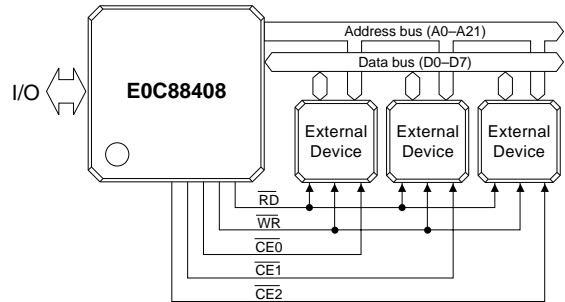 Address bus (A0–A21)
Data bus (D0–D7)
I/O
E0C88408
External
Device
External
Device
External
Device
RD
WR
CE0
CE1
CE2